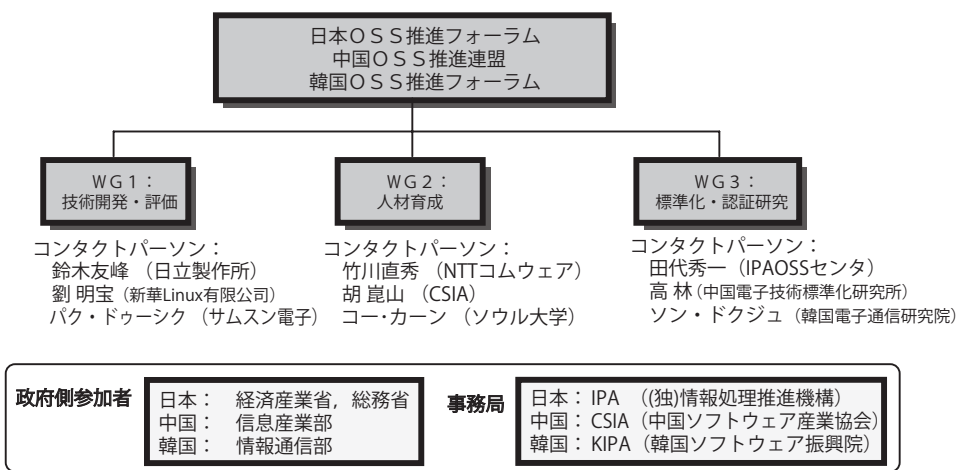 日本ＯＳＳ推進フォーラム
中国ＯＳＳ推進連盟
韓国ＯＳＳ推進フォーラム
ＷＧ１：
技術開発・評価
コンタクトパーソン：
鈴木友峰 （日立製作所）
劉 明宝（新華Linux有限公司）
パク・ドゥーシク （サムスン電子）
ＷＧ２：
人材育成
コンタクトパーソン：
竹川直秀 （NTTコムウェア）
胡 崑山 （CSIA）
コー・カーン （ソウル大学）
ＷＧ３：
標準化・認証研究
コンタクトパーソン：
田代秀一（IPAOSSセンタ）
高 林（中国電子技術標準化研究所）
ソン・ドクジュ（韓国電子通信研究院）
政府側参加者
日本： 経済産業省，総務省
中国： 信息産業部
韓国： 情報通信部
事務局
日本：IPA （(独)情報処理推進機構）
中国：CSIA（中国ソフトウェア産業協会）
韓国：KIPA（韓国ソフトウェア振興院）